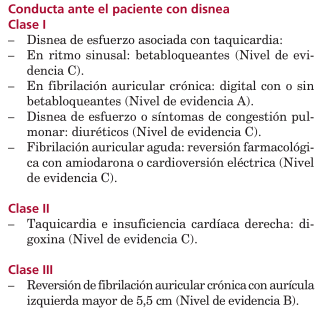 Conducta ante el paciente con disnea
Clase I
– Disnea de esfuerzo asociada con taquicardia:
– En ritmo sinusal: betabloqueantes (Nivel de evi-
dencia C).
– En fibrilación auricular crónica: digital con o sin
betabloqueantes (Nivel de evidencia A).
– Disnea de esfuerzo o síntomas de congestión pul-
monar: diuréticos (Nivel de evidencia C).
– Fibrilación auricular aguda: reversión farmacológi-
ca con amiodarona o cardioversión eléctrica (Nivel
de evidencia C).
Clase II
– Taquicardia e insuficiencia cardíaca derecha: di-
goxina (Nivel de evidencia C).
Clase III
– Reversión de fibrilación auricular crónica con aurícula
izquierda mayor de 5,5 cm (Nivel de evidencia B).